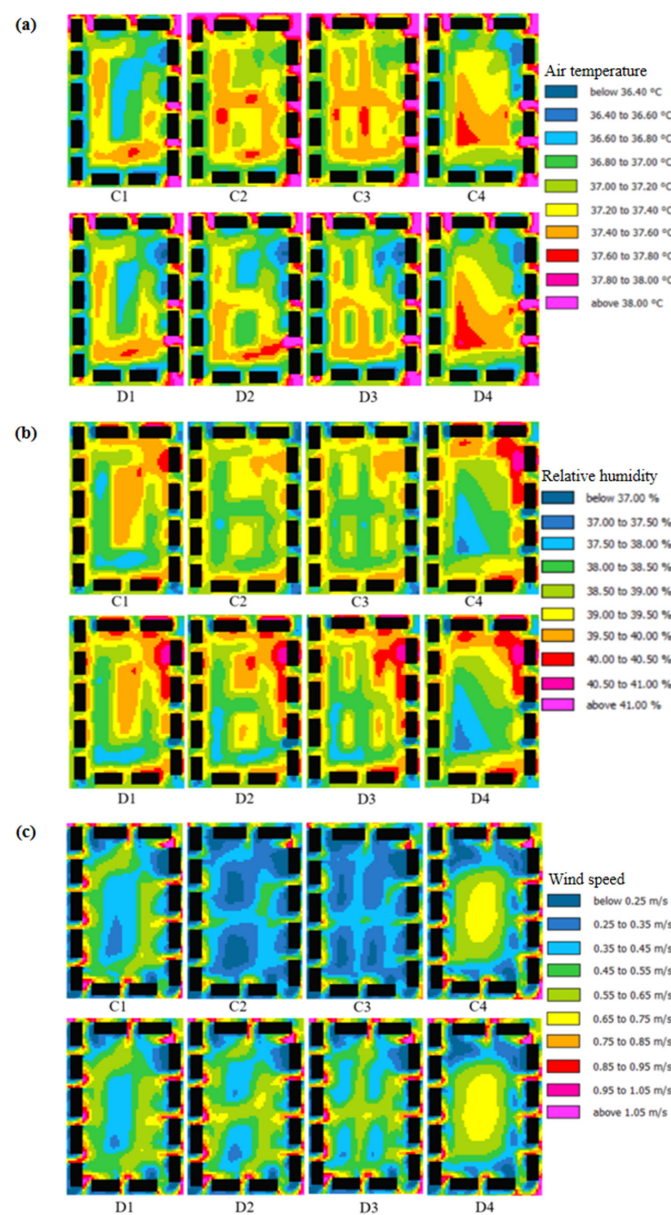 (a)
Air temperature
below 36.40 °C
36.40 to 36.60 °C
36.60 to 36.80 °C
36.80 to 37.00 °C
37.00 to 37.20 °C
37.20 to 37.40 °C
37.40 to 37.60 °C
37.60 to 37.80 °C
37.80 to 38.00 °C
above 38.00 °C
C1 C2 C3 C4
D1 D2 D3 D4
(b)
Relative humidity
below 37.00 %
37.00 to 37.50 %
37.50 to 38.00 %
38.00 to 38.50 %
38.50 to 39.00 %
39.00 to 39.50 %
39.50 to 40.00 %
40.00 to 40.50 %
40.50 to 41.00 %
above 41.00 %
C1 C2 C3 C4
D1 D2 D3 D4
(c)
Wind speed
below 0.25 m/s
0.25 to 0.35 m/s
0.35 to 0.45 m/s
0.45 to 0.55 m/s
0.55 to 0.65 m/s
0.65 to 0.75 m/s
0.75 to 0.85 m/s
0.85 to 0.95 m/s
0.95 to 1.05 m/s
above 1.05 m/s
C1 C2 C3 C4
D1 D2 D3 D4